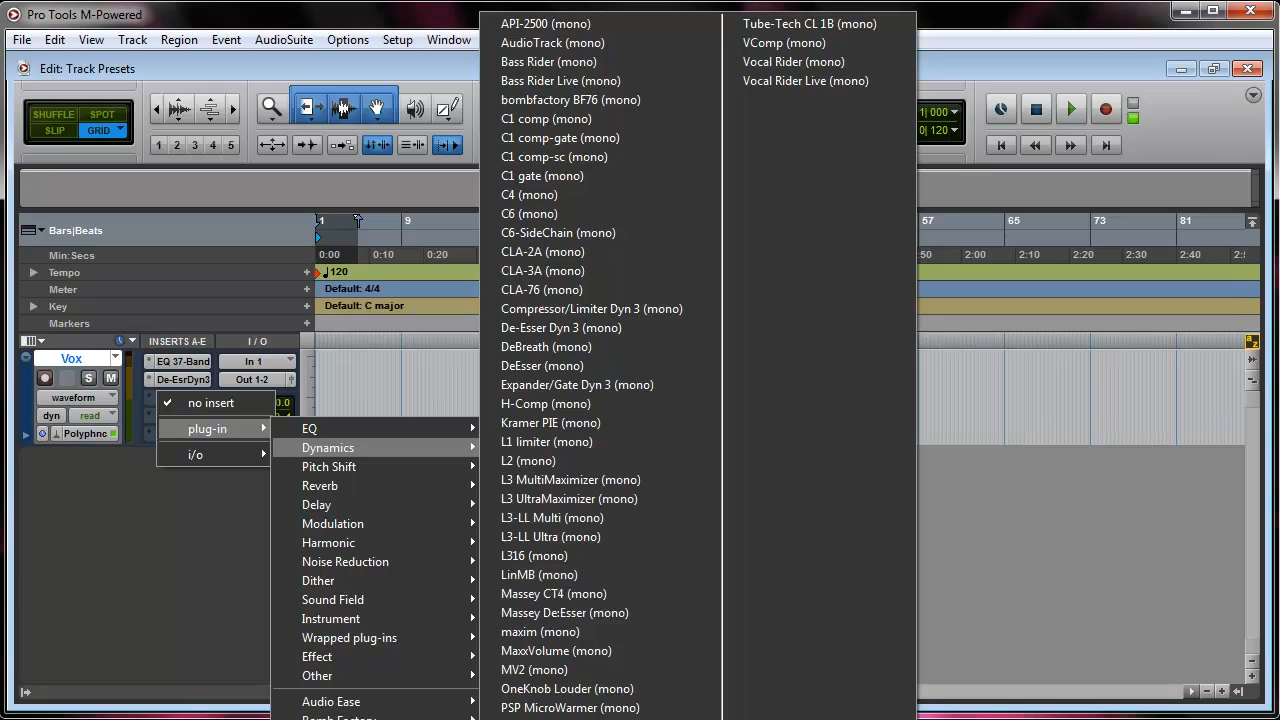 Pro Tools M-Powered
File Edit View Track Region Event AudioSuite Options Setup Window
Edit: Track Presets
SHUFFLE SPOT
SLIP GRID
1 2 3 4 5
1| 000
0| 120
Bars|Beats
1 9 57 65 73 81
Min: Secs
0:00 0:10 0:20 :50 2:00 2:10 2:20 2:30 2:40
Tempo
120
Meter
Default: 4/4
Key
Default: C major
Markers
INSERTS A-E
I / O
Vox
EQ 37-Band
In 1
S M
De-EsrDyn3
Out 1-2
waveform
dyn read
Polyphnc
0.0
no insert
plug-in
i/o
EQ
Dynamics
Pitch Shift
Reverb
Delay
Modulation
Harmonic
Noise Reduction
Dither
Sound Field
Instrument
Wrapped plug-ins
Effect
Other
Audio Ease
Bomb Factory
API-2500 (mono)
AudioTrack (mono)
Bass Rider (mono)
Bass Rider Live (mono)
bombfactory BF76 (mono)
C1 comp (mono)
C1 comp-gate (mono)
C1 comp-sc (mono)
C1 gate (mono)
C4 (mono)
C6 (mono)
C6-SideChain (mono)
CLA-2A (mono)
CLA-3A (mono)
CLA-76 (mono)
Compressor/Limiter Dyn 3 (mono)
De-Esser Dyn 3 (mono)
DeBreath (mono)
DeEsser (mono)
Expander/Gate Dyn 3 (mono)
H-Comp (mono)
Kramer PIE (mono)
L1 limiter (mono)
L2 (mono)
L3 MultiMaximizer (mono)
L3 UltraMaximizer (mono)
L3-LL Multi (mono)
L3-LL Ultra (mono)
L316 (mono)
LinMB (mono)
Massey CT4 (mono)
Massey De:Esser (mono)
maxim (mono)
MaxxVolume (mono)
MV2 (mono)
OneKnob Louder (mono)
PSP MicroWarmer (mono)
Tube-Tech CL 1B (mono)
VComp (mono)
Vocal Rider (mono)
Vocal Rider Live (mono)